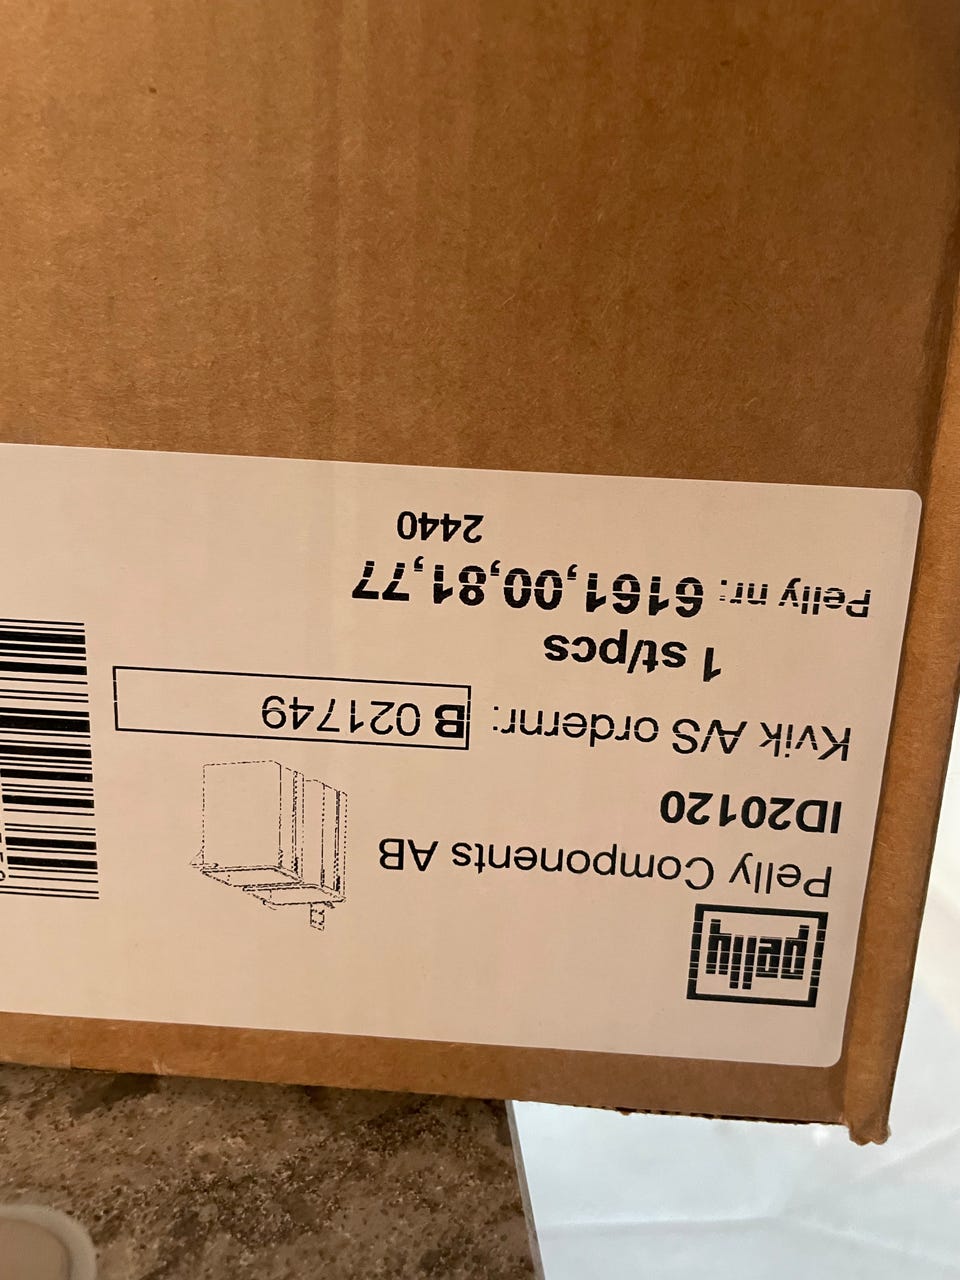 pelly
Pelly Components AB
ID20120
Kvik A/S ordernr: B 021749
1 st/pcs
Pelly nr: 6161,00,81,77
2440